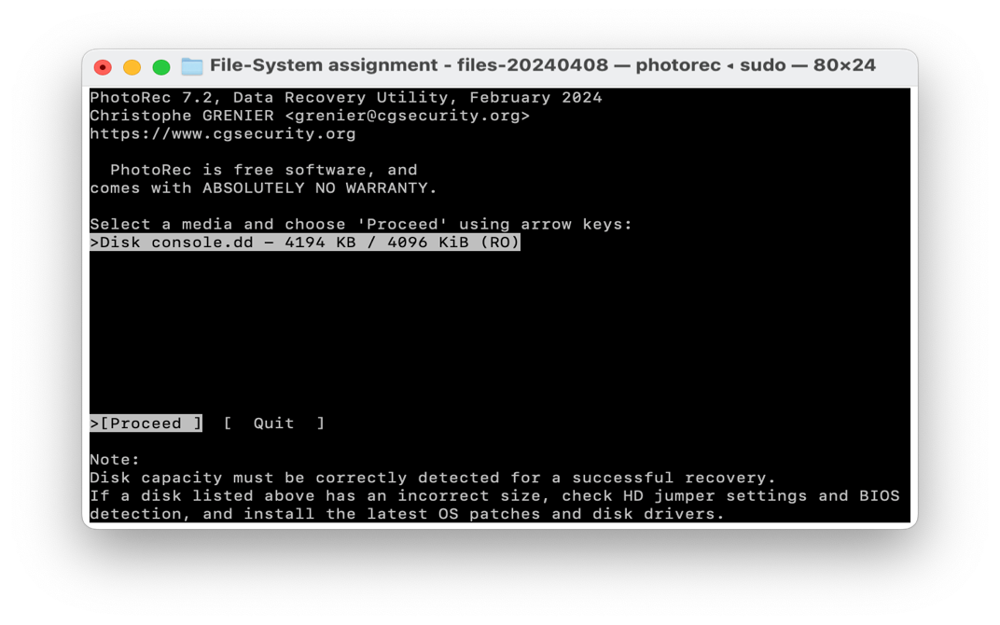 File-System assignment - files-20240408 — photorec ◂ sudo — 80×24
PhotoRec 7.2, Data Recovery Utility, February 2024
Christophe GRENIER <grenier@cgsecurity.org>
https://www.cgsecurity.org
PhotoRec is free software, and
comes with ABSOLUTELY NO WARRANTY.
Select a media and choose 'Proceed' using arrow keys:
>Disk console.dd - 4194 KB / 4096 KiB (RO)
>[Proceed ]  [  Quit  ]
Note:
Disk capacity must be correctly detected for a successful recovery.
If a disk listed above has an incorrect size, check HD jumper settings and BIOS
detection, and install the latest OS patches and disk drivers.